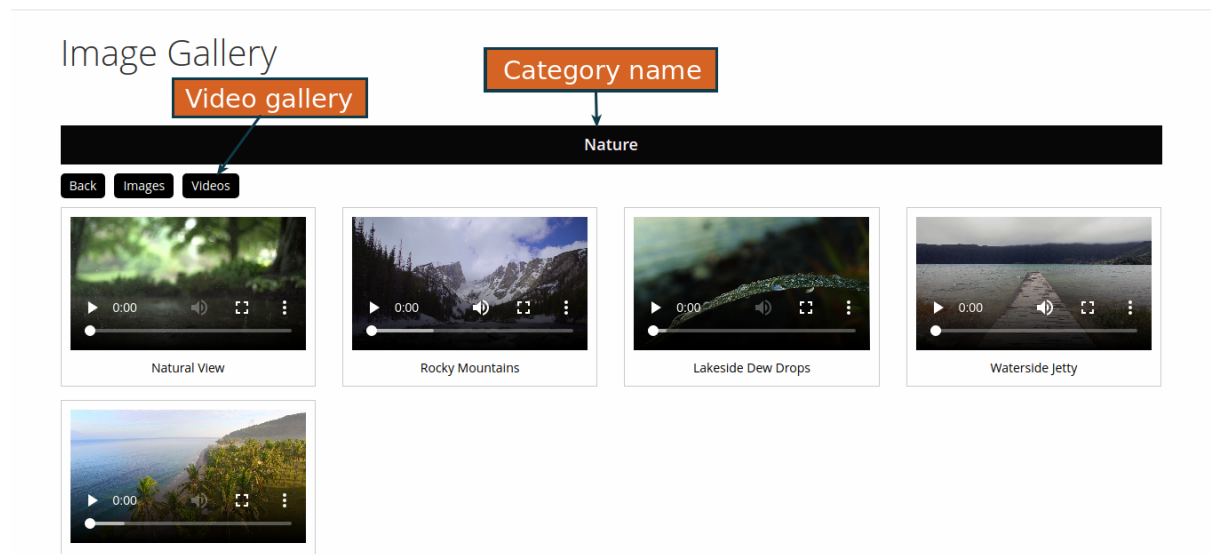 Image Gallery
Category name
Video gallery
Nature
Back Images Videos
0:00 0:00 0:00 0:00
Natural View Rocky Mountains Lakeside Dew Drops Waterside Jetty
0:00